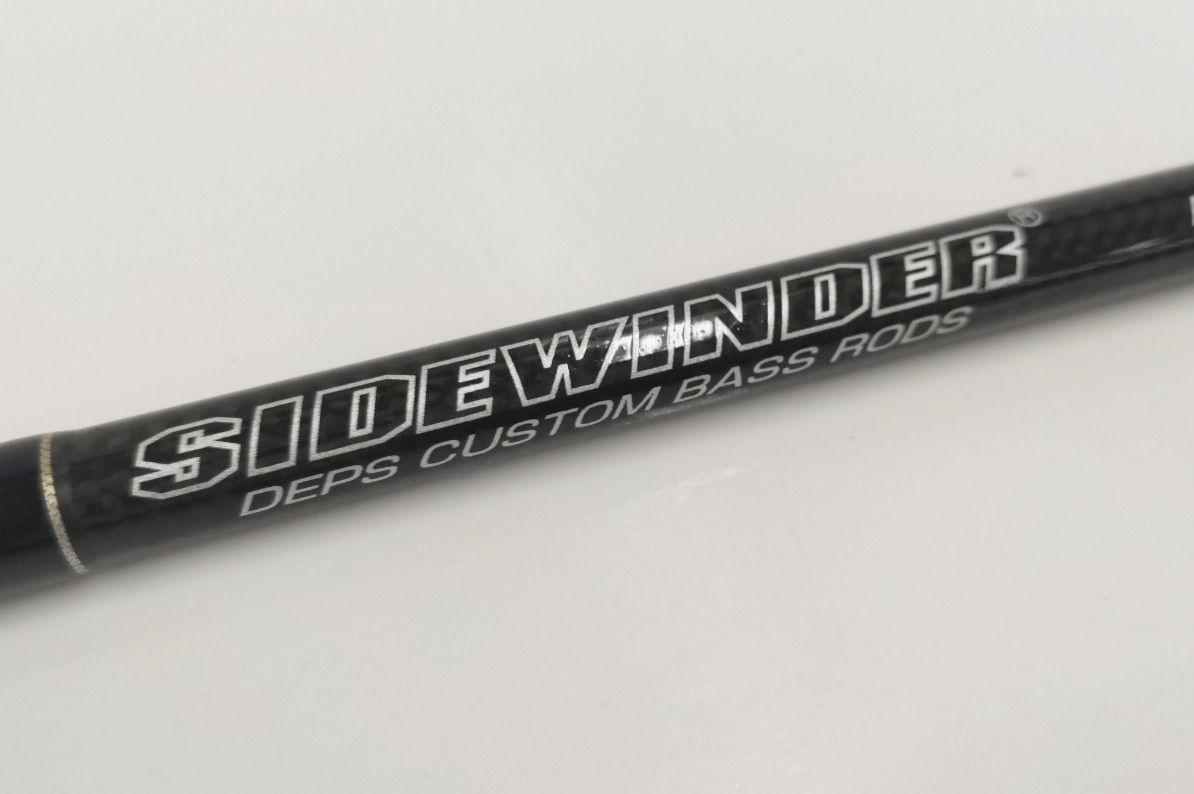 SIDEWINDER®
DEPS CUSTOM BASS RODS